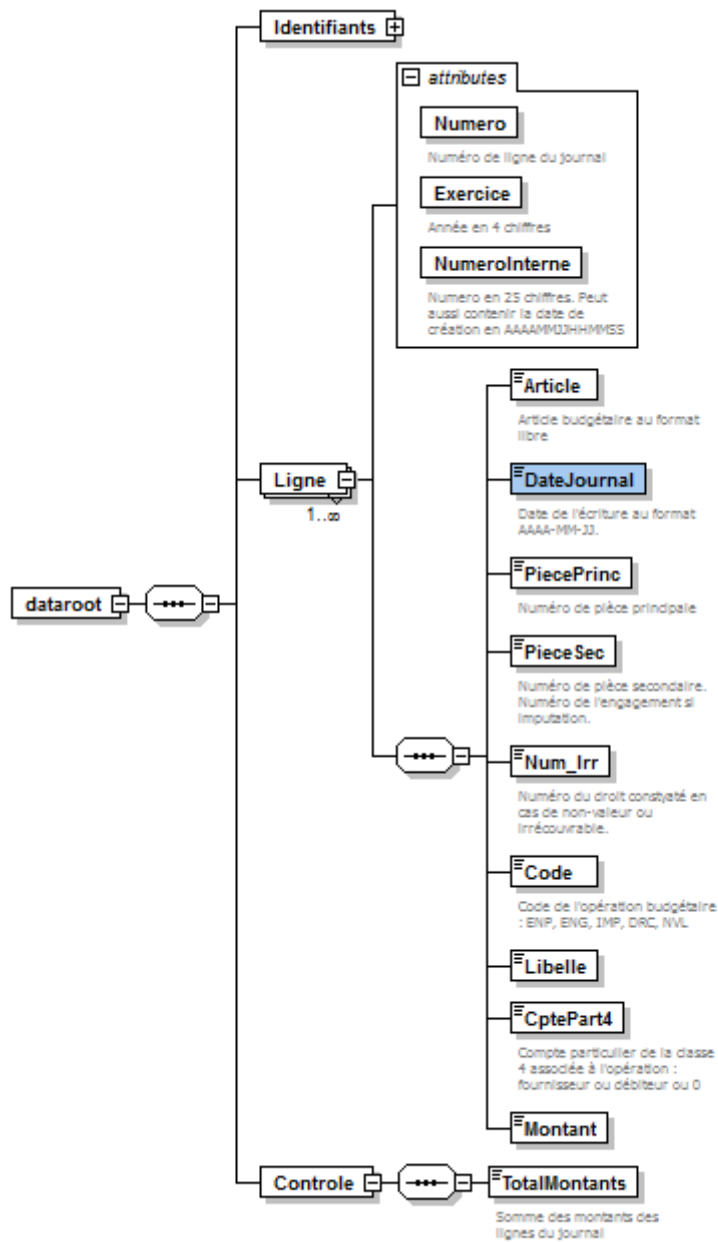 Identifiants
attributes
Numero
Numéro de ligne du journal
Exercice
Année en 4 chiffres
NumeroInterne
Numero en 25 chiffres. Peut
aussi contenir la date de
création en AAAAMMJJHHMMSS
Article
Article budgétaire au format
libre
Ligne
1..∞
DateJournal
Date de l'écriture au format
AAAA-MM-JJ.
dataroot
PiecePrinc
Numéro de pièce principale
PieceSec
Numéro de pièce secondaire.
Numéro de l'engagement si
imputation.
Num_Irr
Numéro du droit constyaté en
cas de non-valeur ou
irrécouvrable.
Code
Code de l'opération budgétaire
: ENP, ENG, IMP, DRC, NVL
Libelle
CptePart4
Compte particulier de la classe
4 associée à l'opération :
fournisseur ou débiteur ou 0
Montant
Controle
TotalMontants
Somme des montants des
lignes du journal